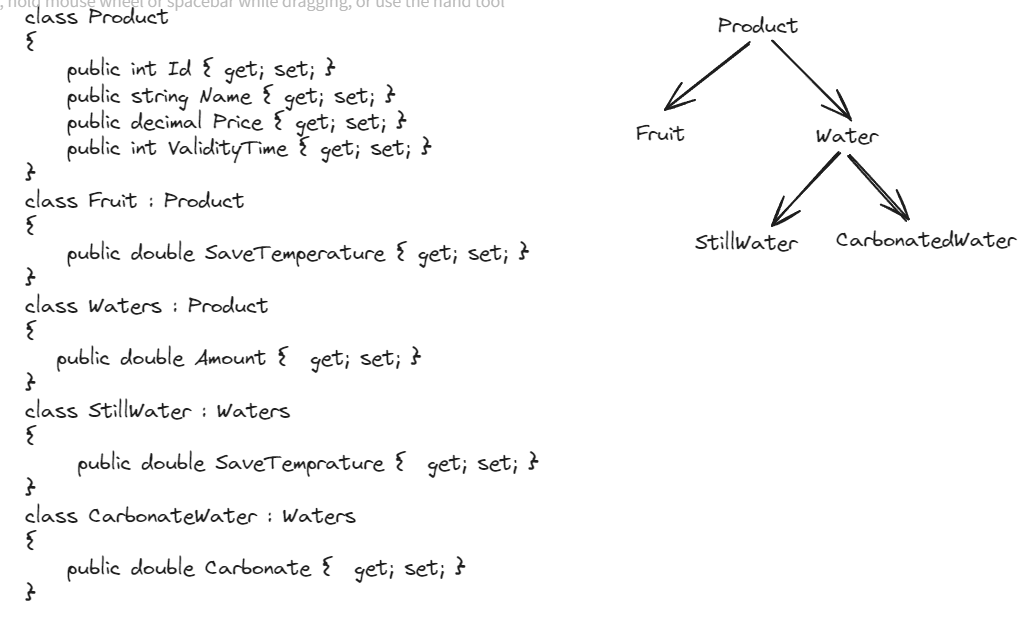 , hold mouse wheel or spacebar while dragging, or use the hand tool
class Product
{
public int Id { get; set; }
public string Name { get; set; }
public decimal Price { get; set; }
public int ValidityTime { get; set; }
}
class Fruit : Product
{
public double SaveTemperature { get; set; }
}
class Waters : Product
{
public double Amount { get; set; }
}
class StillWater : Waters
{
public double SaveTemprature { get; set; }
}
class CarbonateWater : Waters
{
public double Carbonate { get; set; }
}
Product
Fruit
Water
StillWater
CarbonatedWater